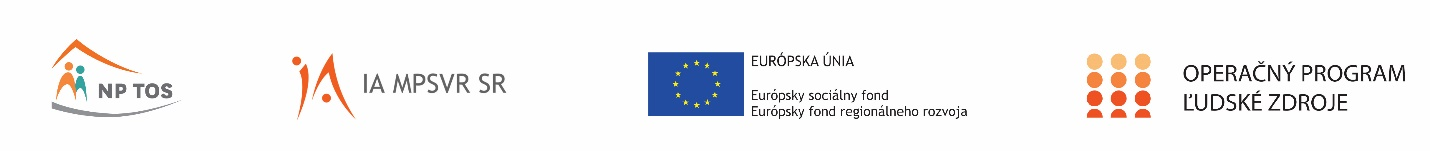 NP TOS
IA MPSVR SR
EURÓPSKA ÚNIA
Európsky sociálny fond
Európsky fond regionálneho rozvoja
OPERAČNÝ PROGRAM
ĽUDSKÉ ZDROJE